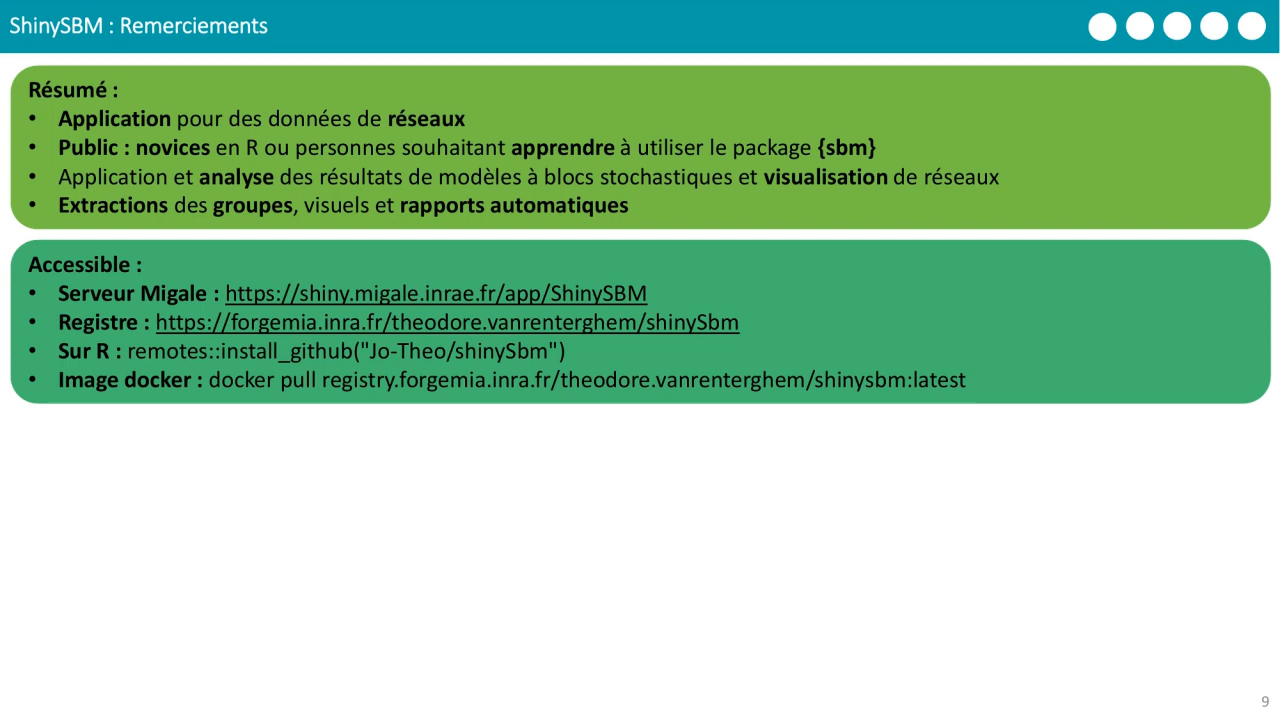 ShinySBM : Remerciements
Résumé :
• Application pour des données de réseaux
• Public : novices en R ou personnes souhaitant apprendre à utiliser le package {sbm}
• Application et analyse des résultats de modèles à blocs stochastiques et visualisation de réseaux
• Extractions des groupes, visuels et rapports automatiques
Accessible :
• Serveur Migale : https://shiny.migale.inrae.fr/app/ShinySBM
• Registre : https://forgemia.inra.fr/theodore.vanrenterghem/shinySbm
• Sur R : remotes::install_github("Jo-Theo/shinySbm")
• Image docker : docker pull registry.forgemia.inra.fr/theodore.vanrenterghem/shinysbm:latest
9